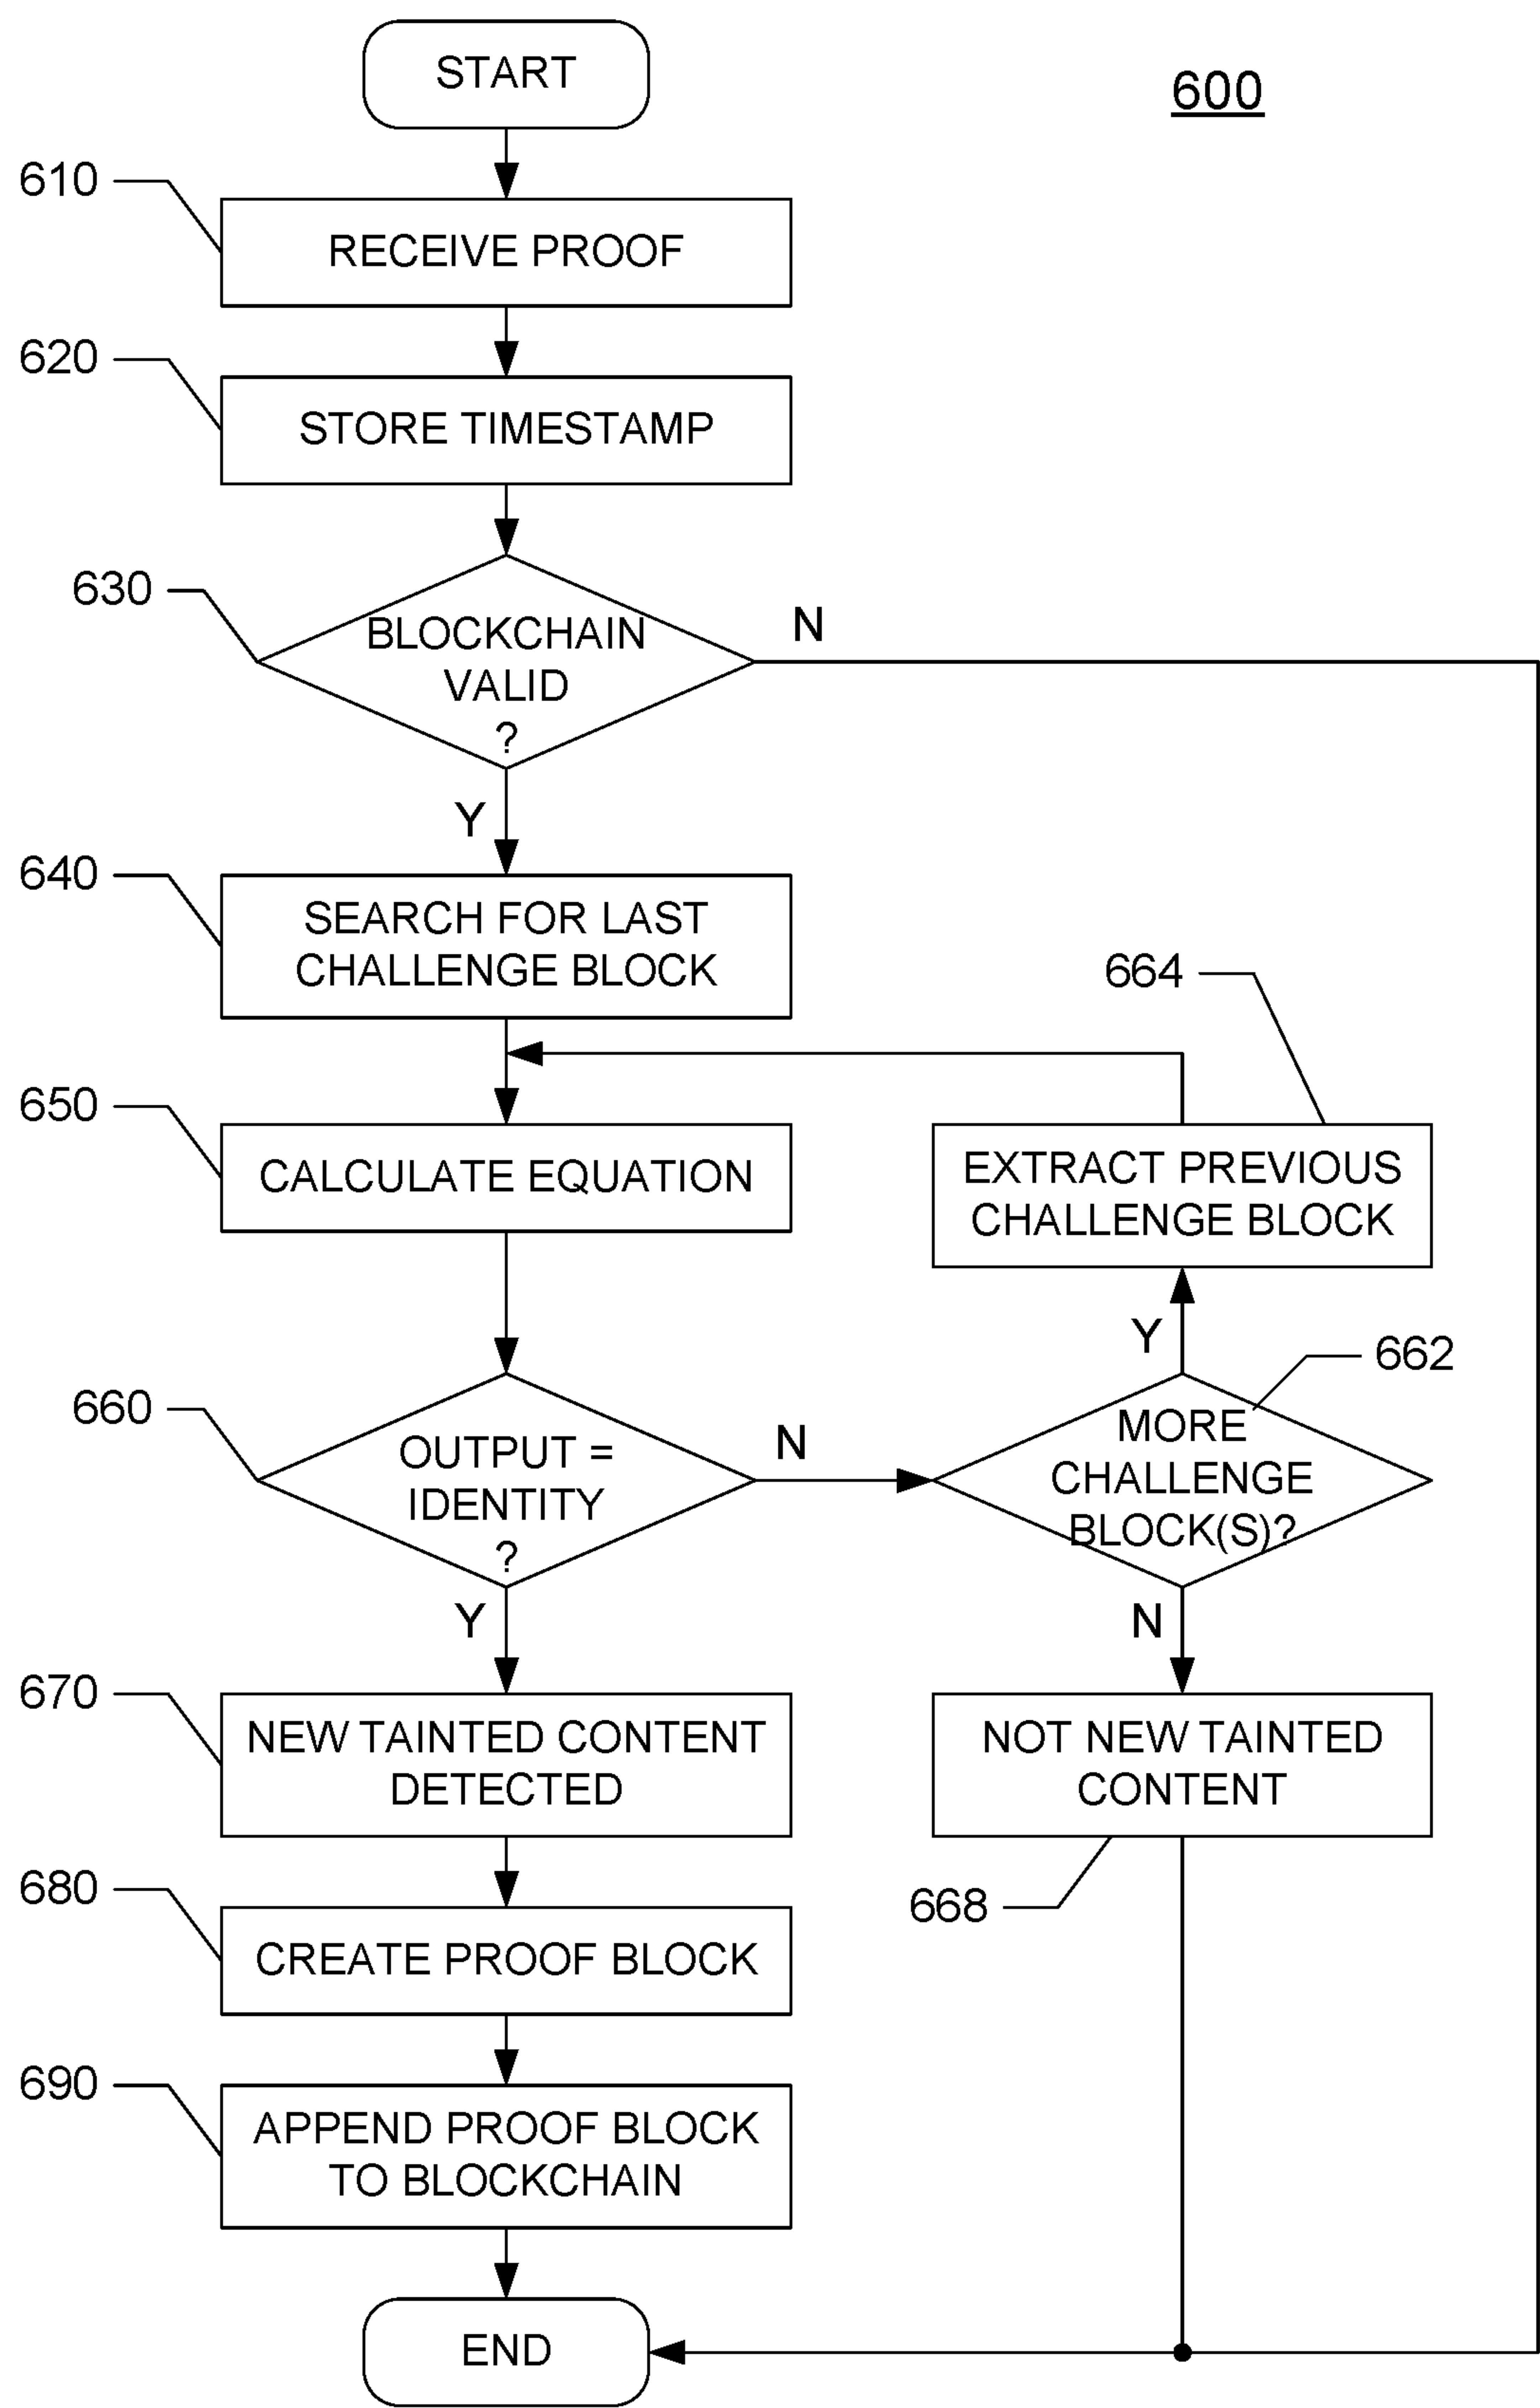 START
600
610
RECEIVE PROOF
620
STORE TIMESTAMP
630
BLOCKCHAIN
VALID
?
N
Y
640
SEARCH FOR LAST
CHALLENGE BLOCK
664
650
CALCULATE EQUATION
EXTRACT PREVIOUS
CHALLENGE BLOCK
Y
662
660
OUTPUT =
IDENTITY
?
N
MORE
CHALLENGE
BLOCK(S)?
Y
N
670
NEW TAINTED CONTENT
DETECTED
NOT NEW TAINTED
CONTENT
668
680
CREATE PROOF BLOCK
690
APPEND PROOF BLOCK
TO BLOCKCHAIN
END